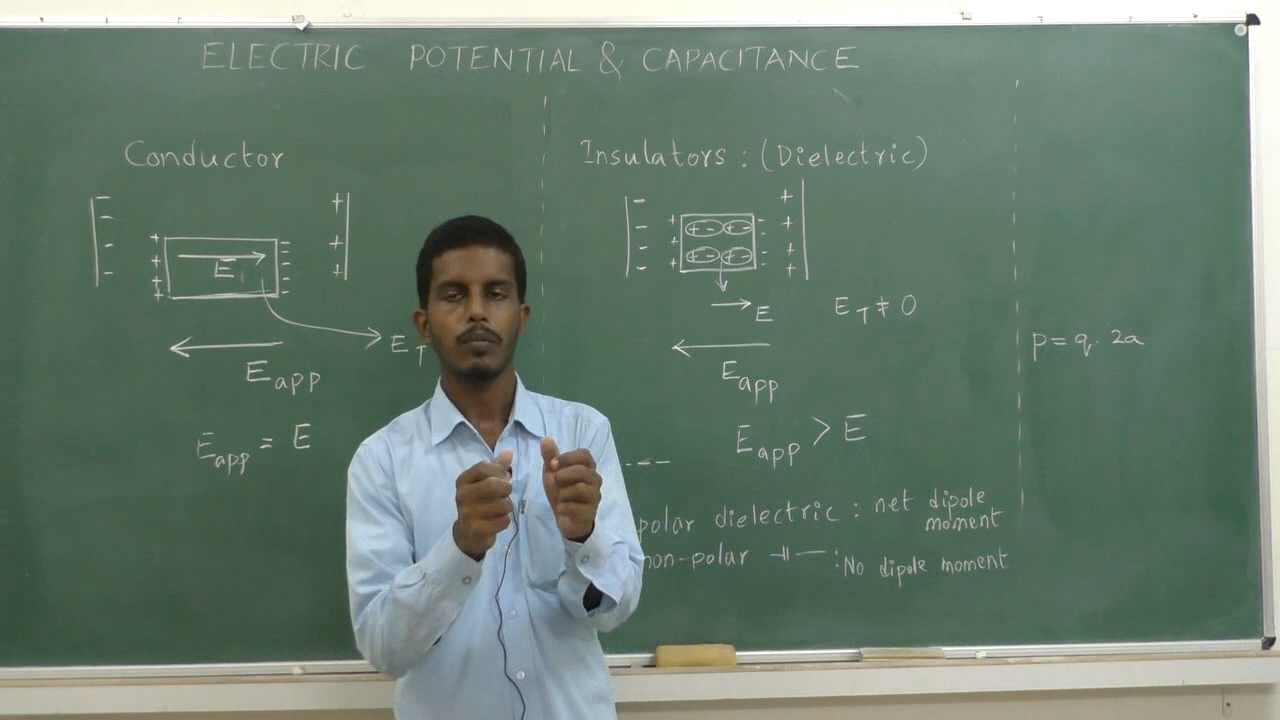 ELECTRIC POTENTIAL & CAPACITANCE
Conductor
- +
- +
- +
+ -
+ -
+ -
+ -
E
E_T
E_app
E_app = E
Insulators : (Dielectric)
- +
- +
- +
- +
+ + - + - -
+ -
+ + - + - -
E
E_T ≠ 0
E_app
E_app > E
polar dielectric : net dipole
moment
non-polar –||– : No dipole moment
p = q. 2a